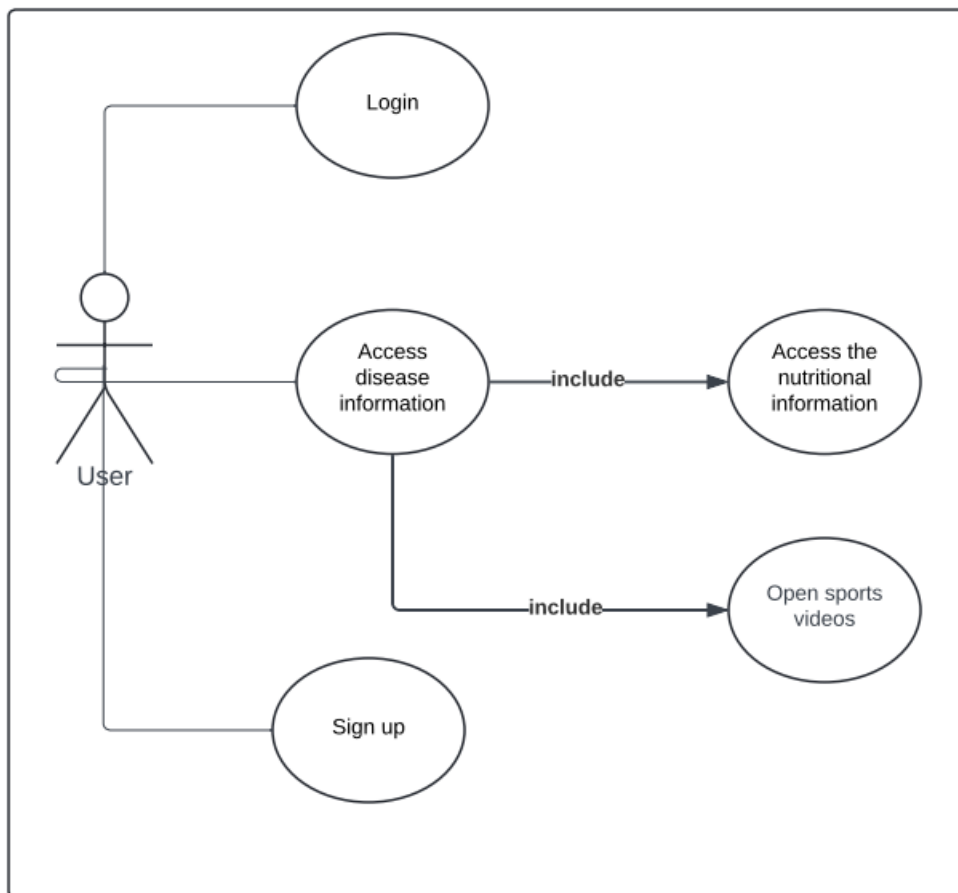 Login
Access
disease
information
include
Access the
nutritional
information
User
include
Open sports
videos
Sign up